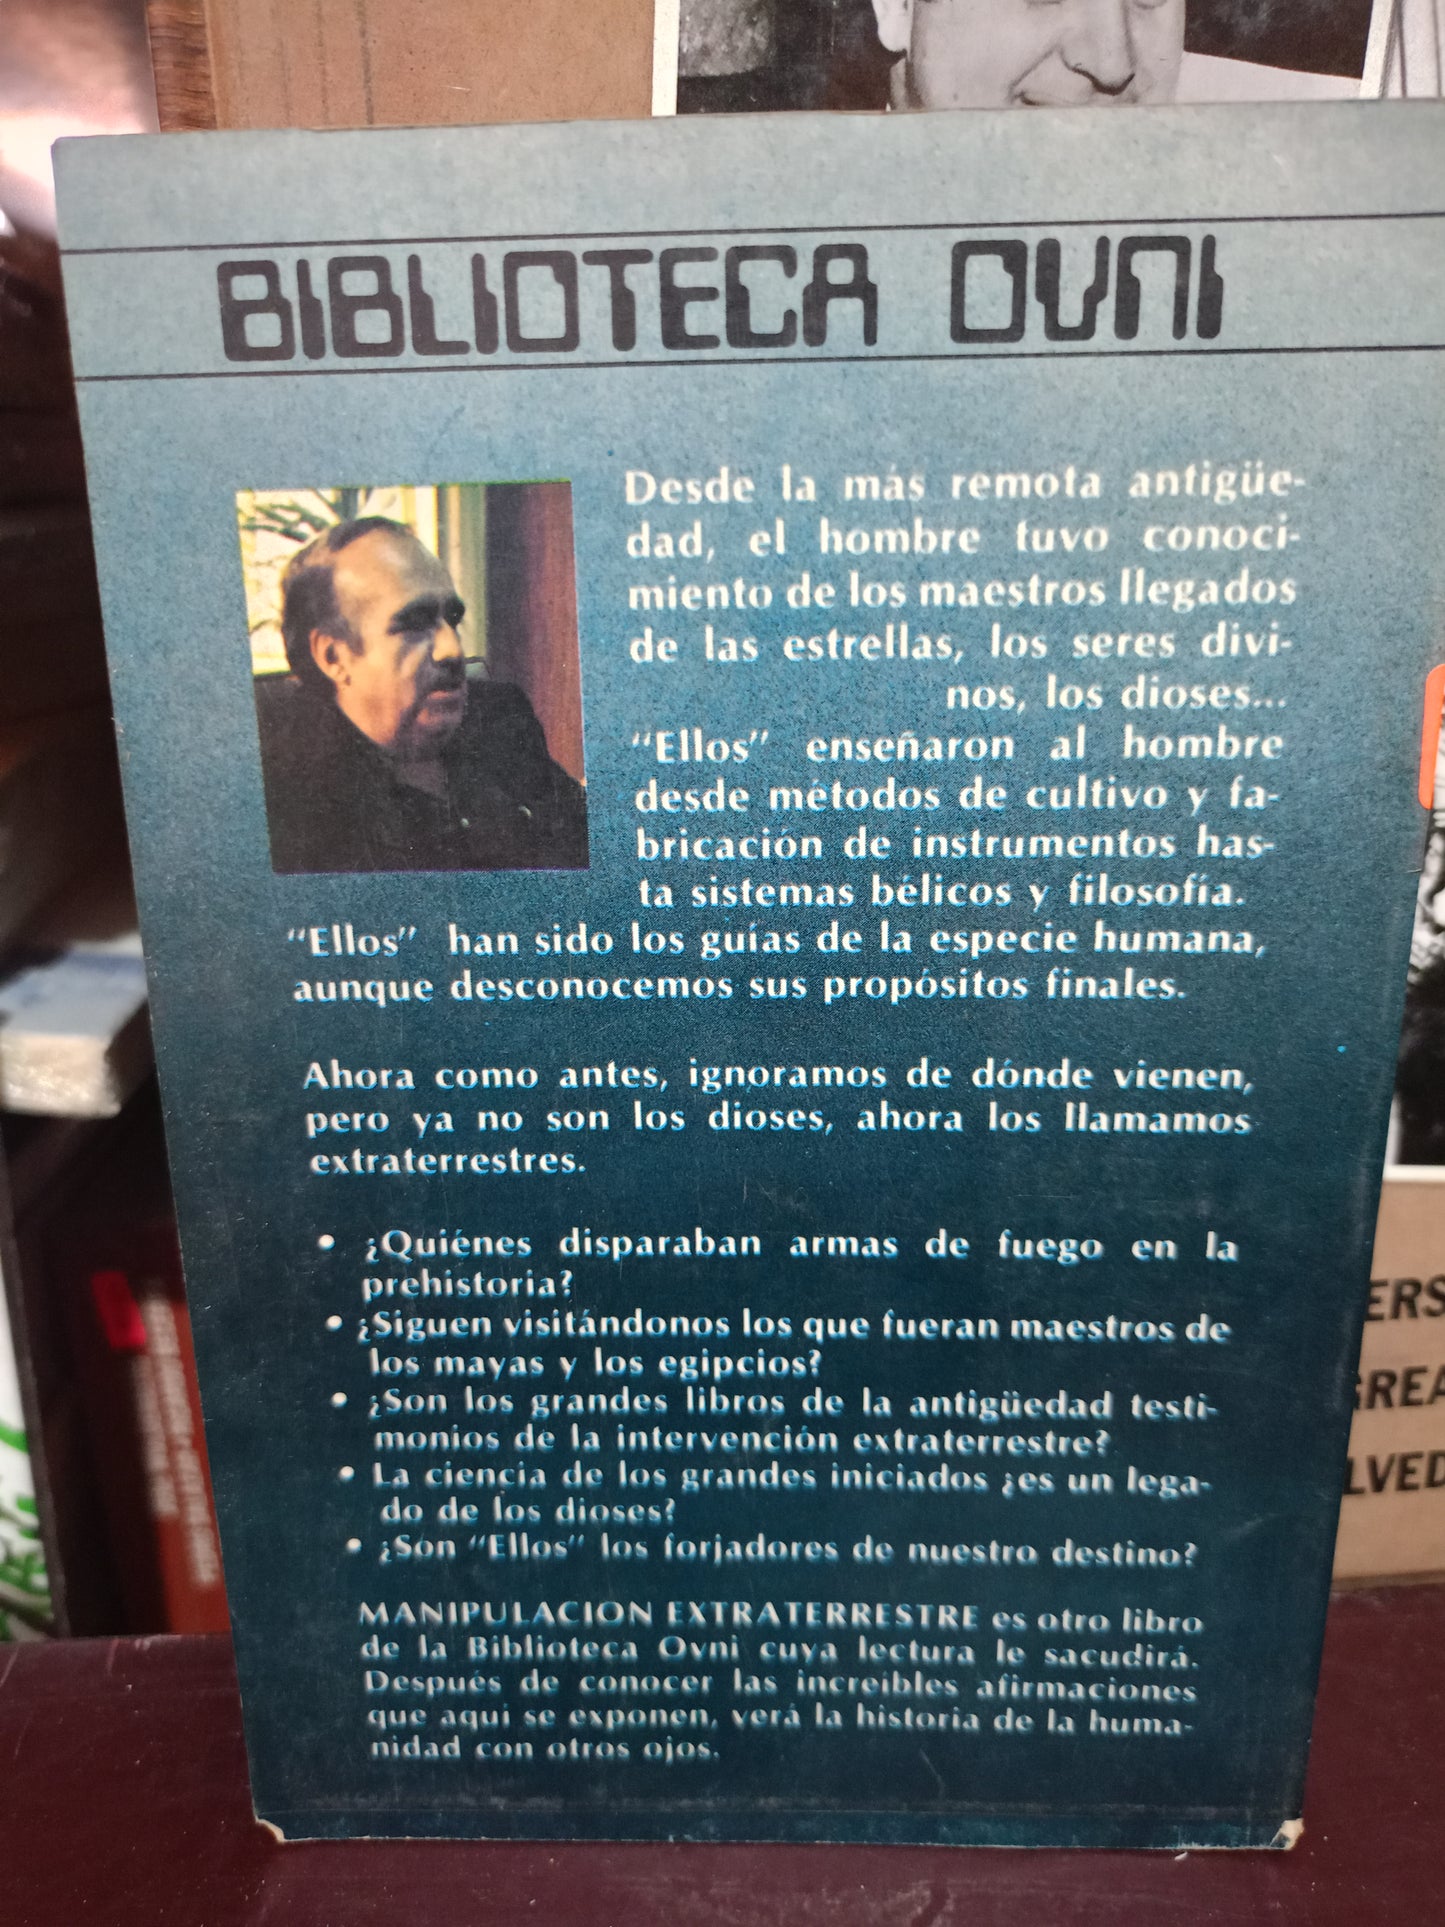 BIBLIOTECA OVNI
Desde la más remota antigüe-
dad, el hombre tuvo conoci-
miento de los maestros llegados
de las estrellas, los seres divi-
nos, los dioses...
"Ellos" enseñaron al hombre
desde métodos de cultivo y fa-
bricación de instrumentos has-
ta sistemas bélicos y filosofía.
"Ellos" han sido los guías de la especie humana,
aunque desconocemos sus propósitos finales.
Ahora como antes, ignoramos de dónde vienen,
pero ya no son los dioses, ahora los llamamos
extraterrestres.
• ¿Quiénes disparaban armas de fuego en la
prehistoria?
• ¿Siguen visitándonos los que fueran maestros de
los mayas y los egipcios?
• ¿Son los grandes libros de la antigüedad testi-
monios de la intervención extraterrestre?
• La ciencia de los grandes iniciados ¿es un lega-
do de los dioses?
• ¿Son "Ellos" los forjadores de nuestro destino?
MANIPULACION EXTRATERRESTRE es otro libro
de la Biblioteca Ovni cuya lectura le sacudirá.
Después de conocer las increíbles afirmaciones
que aquí se exponen, verá la historia de la huma-
nidad con otros ojos.
ERS
GREA
LVED